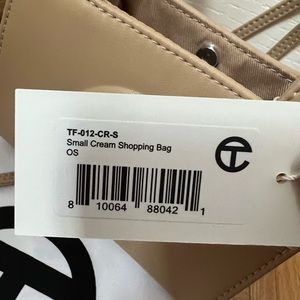 TF-012-CR-S
Small Cream Shopping Bag
OS
8 10064 88042 1